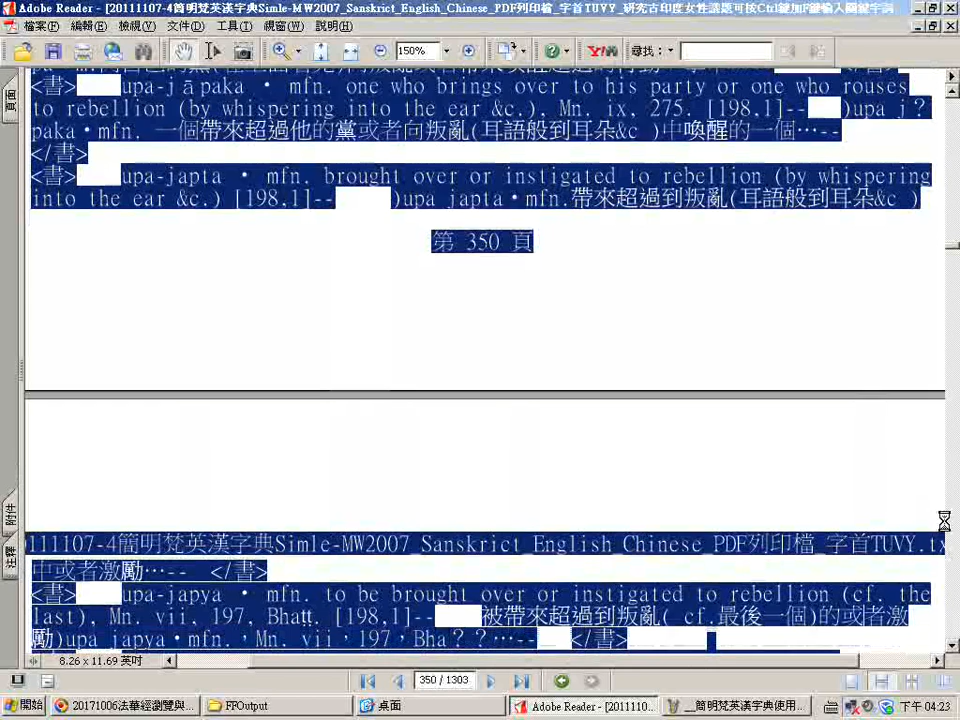 Adobe Reader - [20111107-4簡明梵英漢字典Simle-MW2007_Sanskrict_English_Chinese_PDF列印檔_字首TUVY_研究古印度女性議題可按Ctrl鍵加F鍵輸入關鍵字詞
檔案(F) 編輯(E) 檢視(V) 文件(D) 工具(T) 視窗(W) 說明(H)
150% Y! 尋找:
頁面
<書> upa-jāpaka • mfn. one who brings over to his party or one who rouses
to rebellion (by whispering into the ear &c.), Mn. ix, 275. [198,1]-- )upa j?
paka•mfn. 一個帶來超過他的黨或者向叛亂(耳語般到耳朵&c )中喚醒的一個…--
</書>
<書> upa-japta • mfn. brought over or instigated to rebellion (by whispering
into the ear &c.) [198,1]-- )upa japta•mfn.帶來超過到叛亂(耳語般到耳朵&c )
第 350 頁
附件
注釋
0111107-4簡明梵英漢字典Simle-MW2007_Sanskrict_English_Chinese_PDF列印檔_字首TUVY.tx
中或者激勵…-- </書>
<書> upa-japya • mfn. to be brought over or instigated to rebellion (cf. the
last), Mn. vii, 197, Bhaṭṭ. [198,1]-- 被帶來超過到叛亂( cf.最後一個)的或者激
勵)upa japya•mfn.，Mn. vii，197，Bha??…-- </書>
8.26 x 11.69 英吋
350 / 1303
開始 20171006法華經瀏覽與... FFOutput 桌面 Adobe Reader - [201110... __簡明梵英漢字典使用... 下午 04:23